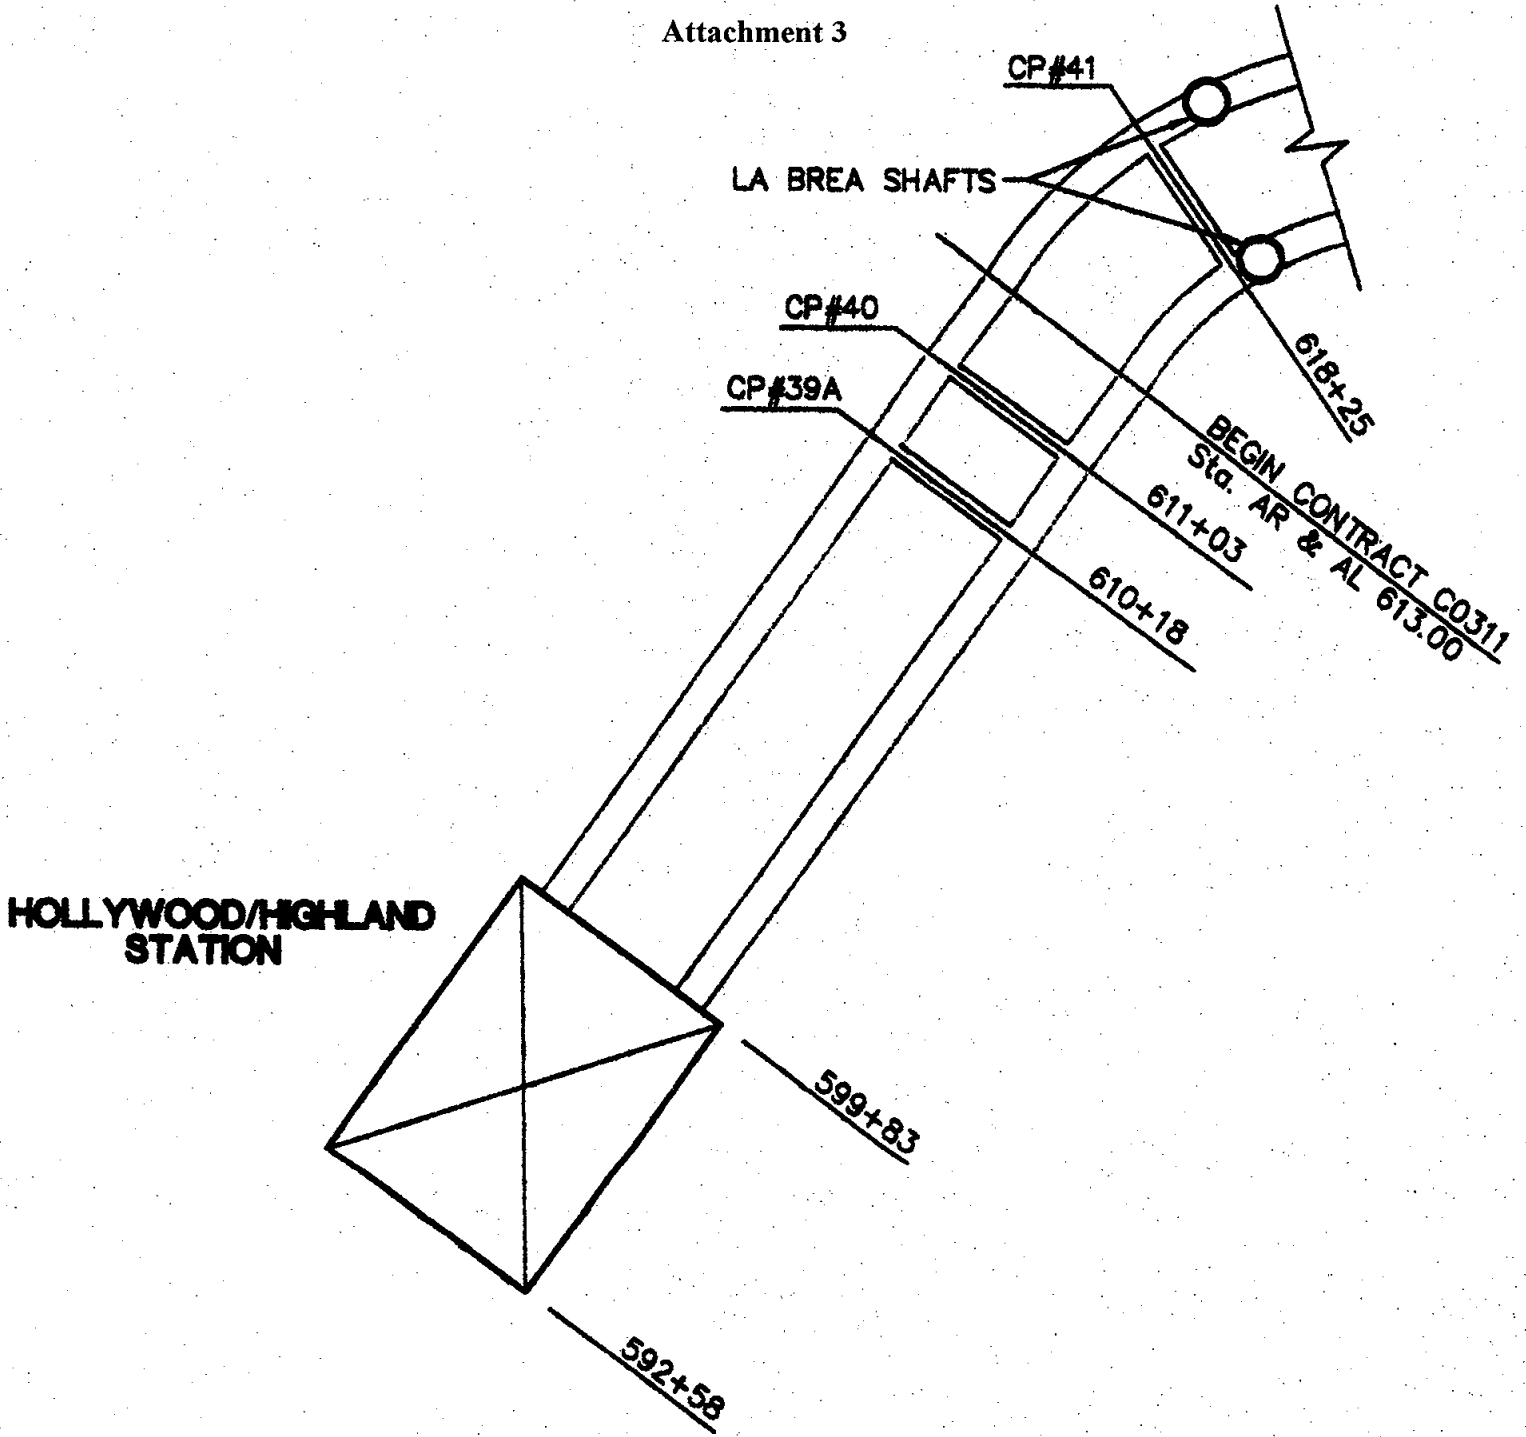 Attachment 3
CP#41
LA BREA SHAFTS
CP#40
CP#39A
618+25
BEGIN CONTRACT C0311
Sta. AR & AL 613.00
611+03
610+18
HOLLYWOOD/HIGHLAND
STATION
599+83
592+58